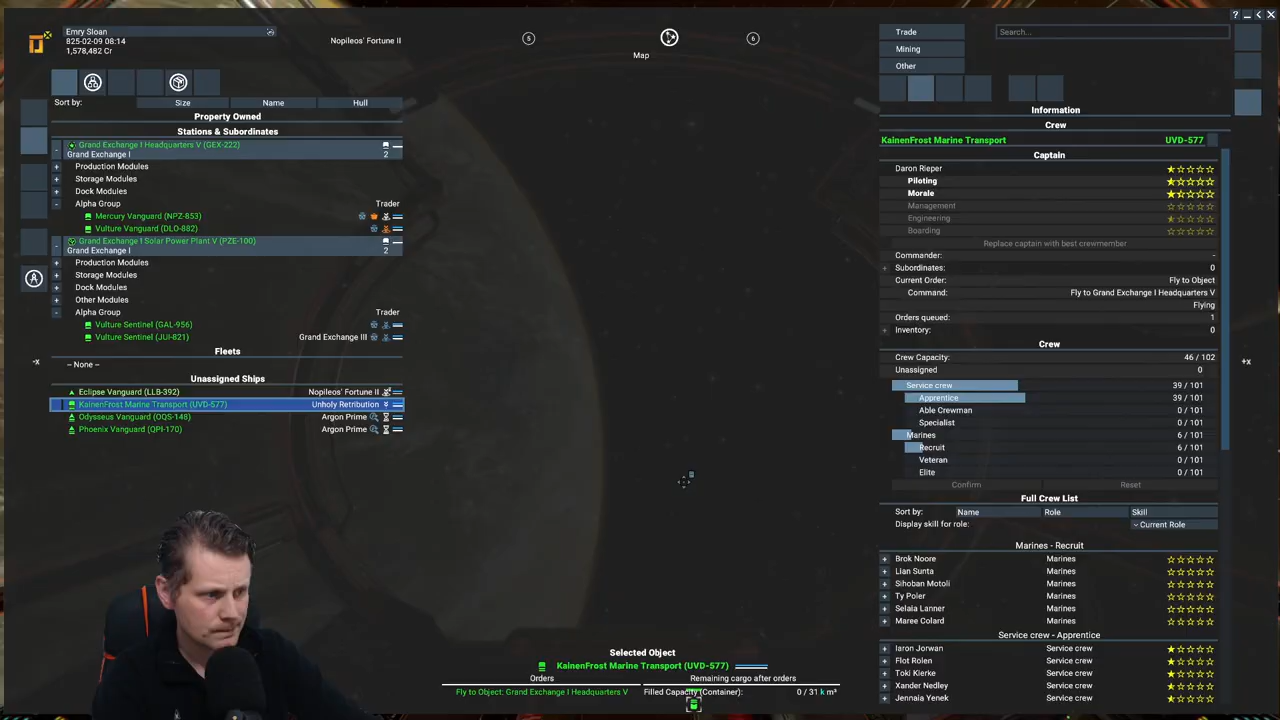 Emry Sloan
825-02-09 08:14
1,578,482 Cr
Nopileos' Fortune II
5
6
Map
Sort by: Size Name Hull
Property Owned
Stations & Subordinates
- Grand Exchange I Headquarters V (GEX-222)
Grand Exchange I 2
+ Production Modules
+ Storage Modules
+ Dock Modules
- Alpha Group Trader
Mercury Vanguard (NPZ-853)
Vulture Vanguard (DLO-882)
- Grand Exchange I Solar Power Plant V (PZE-100)
Grand Exchange I 2
+ Production Modules
+ Storage Modules
+ Dock Modules
+ Other Modules
- Alpha Group Trader
Vulture Sentinel (GAL-956)
Vulture Sentinel (JUI-821) Grand Exchange III
Fleets
-- None --
Unassigned Ships
Eclipse Vanguard (LLB-392) Nopileos' Fortune II
KainenFrost Marine Transport (UVD-577) Unholy Retribution
Odysseus Vanguard (OQS-148) Argon Prime
Phoenix Vanguard (QPI-170) Argon Prime
-x
+x
Selected Object
KainenFrost Marine Transport (UVD-577)
Orders Remaining cargo after orders
Fly to Object: Grand Exchange I Headquarters V Filled Capacity (Container): 0 / 31 k m³
? 
Trade
Mining
Other
Search...
Information
Crew
KainenFrost Marine Transport UVD-577
Captain
Daron Rieper
Piloting
Morale
Management
Engineering
Boarding
Replace captain with best crewmember
Commander: -
+ Subordinates: 0
Current Order: Fly to Object
Command: Fly to Grand Exchange I Headquarters V
Flying
Orders queued: 1
+ Inventory: 0
Crew
Crew Capacity: 46 / 102
Unassigned 0
Service crew 39 / 101
Apprentice 39 / 101
Able Crewman 0 / 101
Specialist 0 / 101
Marines 6 / 101
Recruit 6 / 101
Veteran 0 / 101
Elite 0 / 101
Confirm Reset
Full Crew List
Sort by: Name Role Skill
Display skill for role: Current Role
Marines - Recruit
+ Brok Noore Marines
+ Lian Sunta Marines
+ Sihoban Motoli Marines
+ Ty Poler Marines
+ Selaia Lanner Marines
+ Maree Colard Marines
Service crew - Apprentice
+ Iaron Jorwan Service crew
+ Flot Rolen Service crew
+ Toki Klerke Service crew
+ Xander Nedley Service crew
+ Jennaia Yenek Service crew